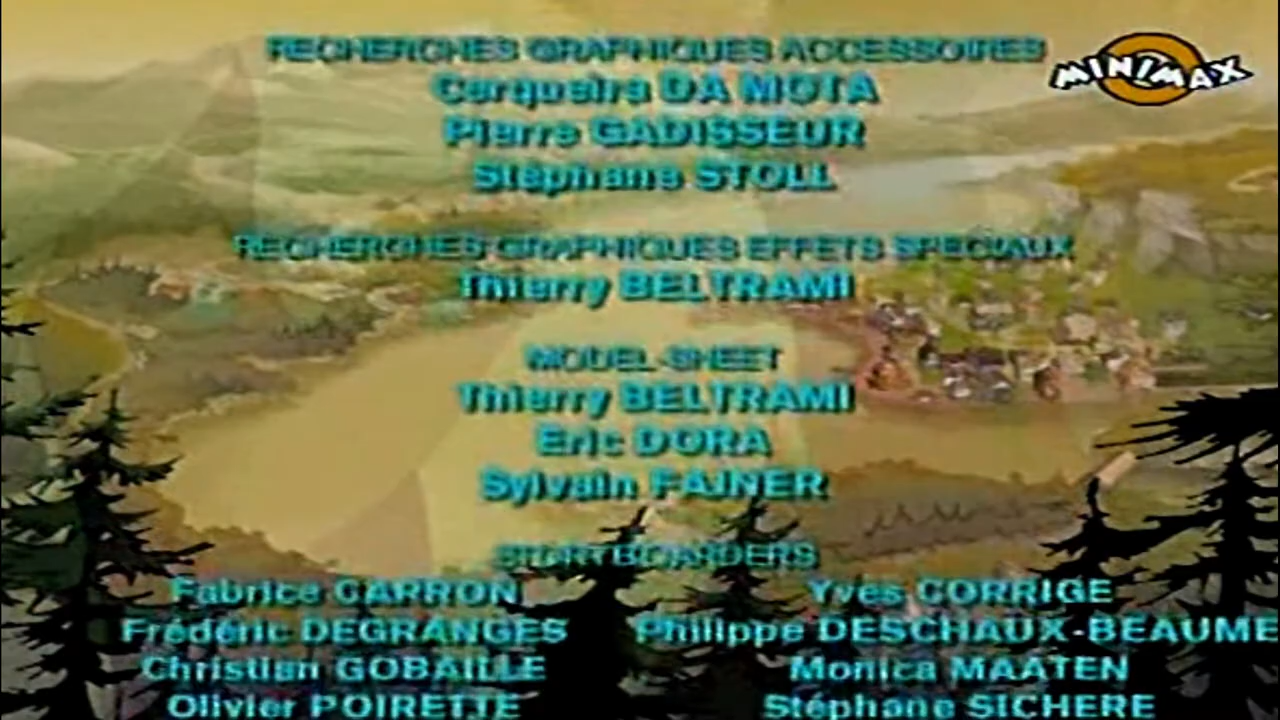 RECHERCHES GRAPHIQUES ACCESSOIRES
MINIMAX
Cerqueira DA MOTA
Pierre GADISSEUR
Stéphane STOLL
RECHERCHES GRAPHIQUES EFFETS SPECIAUX
Thierry BELTRAMI
MODEL-SHEET
Thierry BELTRAMI
Eric DORA
Sylvain FAINER
STORYBOARDERS
Fabrice CARRON Yves CORRIGE
Frédéric DEGRANGES Philippe DESCHAUX-BEAUME
Christian GOBAILLE Monica MAATEN
Olivier POIRETTE Stéphane SICHERE